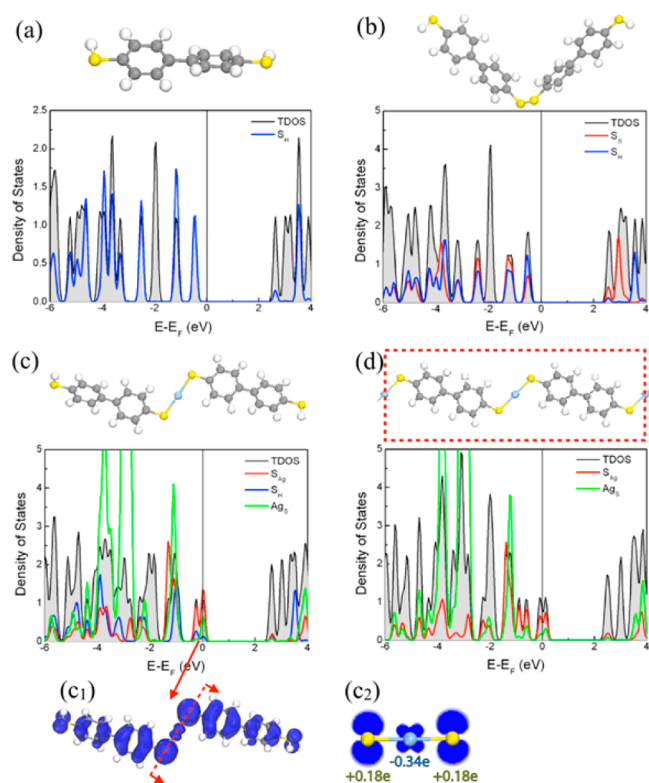 (a)
(b)
2.5
2.0
1.5
1.0
0.5
0.0
Density of States
TDOS
S_H
-6 -4 -2 0 2 4
E-E_F (eV)
5
4
3
2
1
0
Density of States
TDOS
S_S
S_H
-6 -4 -2 0 2 4
E-E_F (eV)
(c)
(d)
5
4
3
2
1
0
Density of States
TDOS
S_Ag
S_H
Ag_S
-6 -4 -2 0 2 4
E-E_F (eV)
5
4
3
2
1
0
Density of States
TDOS
S_Ag
Ag_S
-6 -4 -2 0 2 4
E-E_F (eV)
(c₁)
(c₂)
-0.34e
+0.18e +0.18e